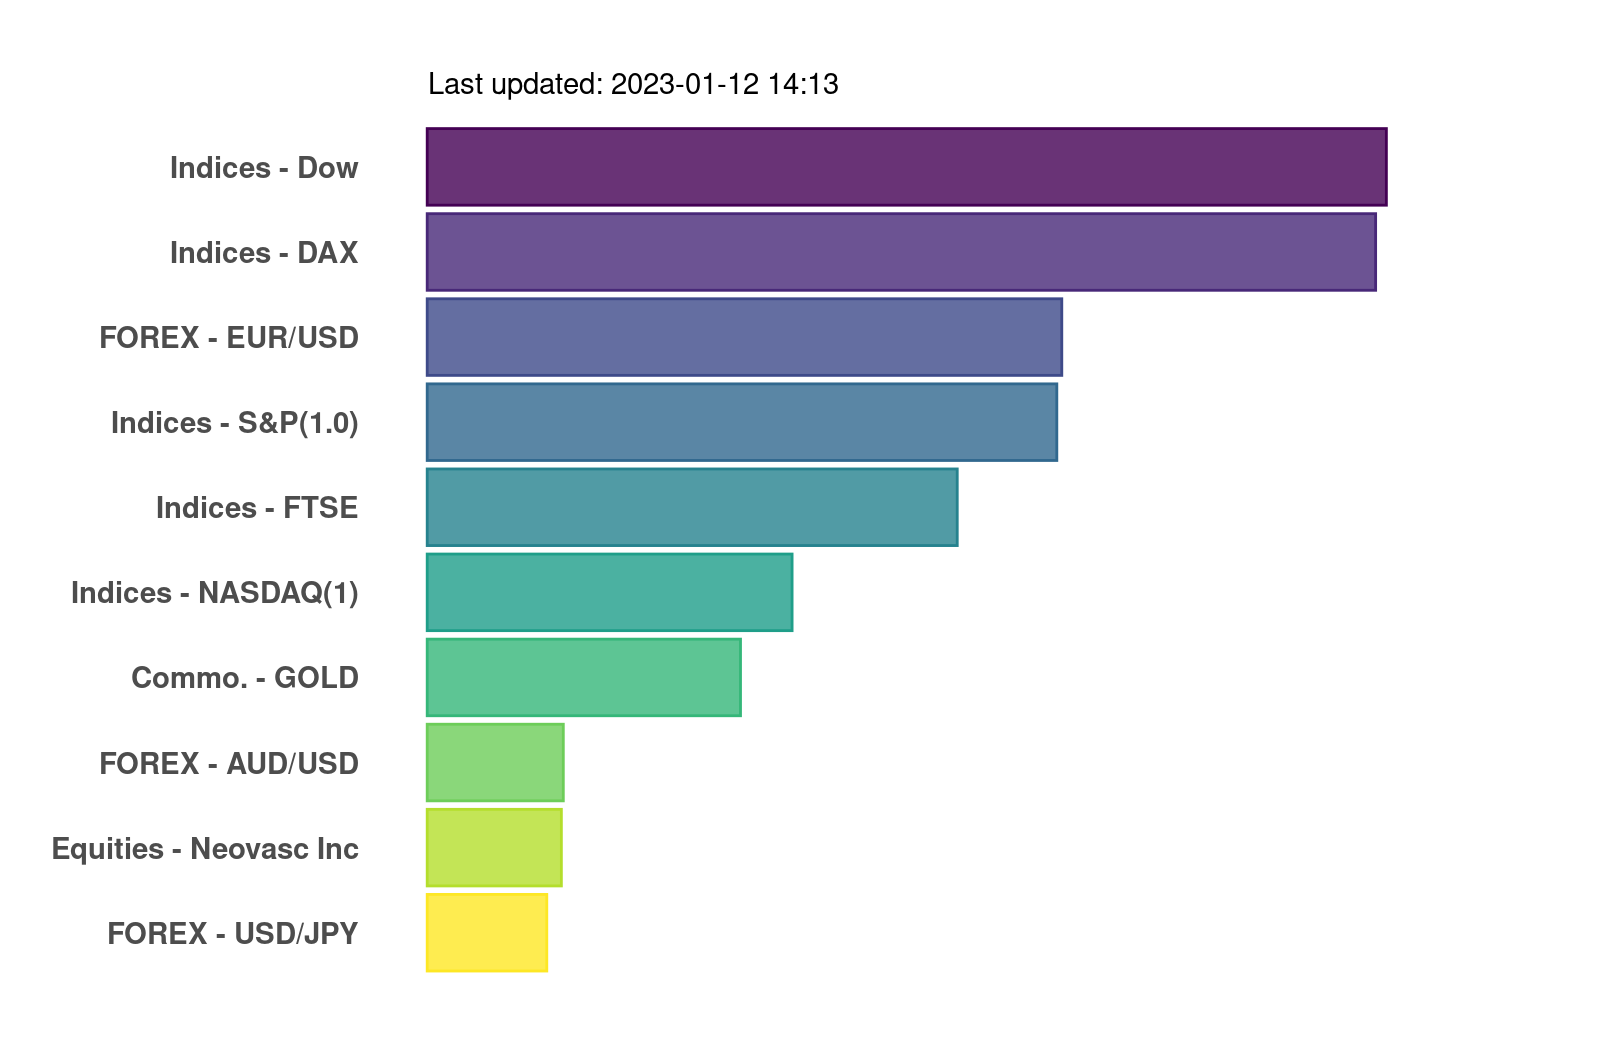 Last updated: 2023-01-12 14:13
Indices - Dow
Indices - DAX
FOREX - EUR/USD
Indices - S&P(1.0)
Indices - FTSE
Indices - NASDAQ(1)
Commo. - GOLD
FOREX - AUD/USD
Equities - Neovasc Inc
FOREX - USD/JPY